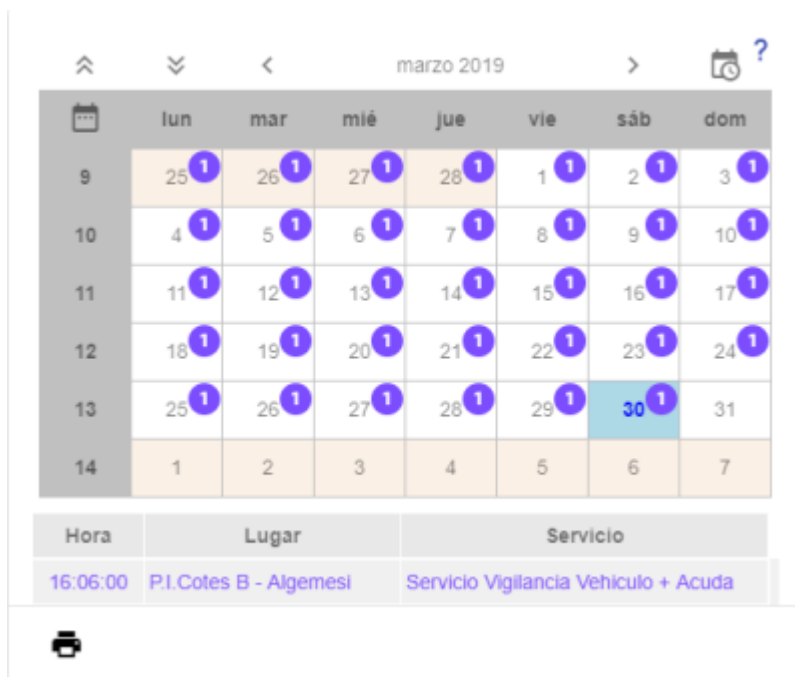 marzo 2019 ?
lun mar mié jue vie sáb dom
9 25 1 26 1 27 1 28 1 1 1 2 1 3 1
10 4 1 5 1 6 1 7 1 8 1 9 1 10 1
11 11 1 12 1 13 1 14 1 15 1 16 1 17 1
12 18 1 19 1 20 1 21 1 22 1 23 1 24 1
13 25 1 26 1 27 1 28 1 29 1 30 1 31
14 1 2 3 4 5 6 7
Hora Lugar Servicio
16:06:00 P.I.Cotes B - Algemesi Servicio Vigilancia Vehiculo + Acuda